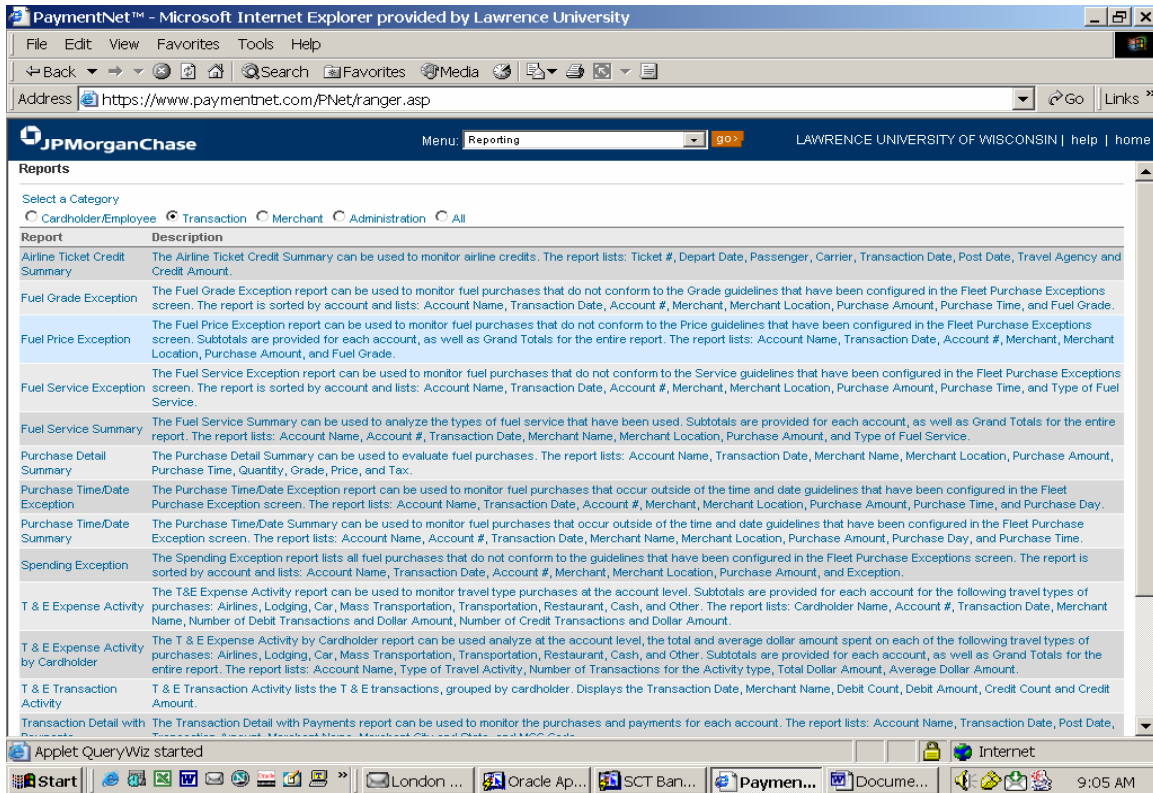 PaymentNet™ - Microsoft Internet Explorer provided by Lawrence University
File Edit View Favorites Tools Help
Back Search Favorites Media
Address https://www.paymentnet.com/PNet/ranger.asp Go Links »
JPMorganChase Menu: Reporting go> LAWRENCE UNIVERSITY OF WISCONSIN | help | home
Reports
Select a Category
Cardholder/Employee Transaction Merchant Administration All
Report Description
Airline Ticket Credit Summary
The Airline Ticket Credit Summary can be used to monitor airline credits. The report lists: Ticket #, Depart Date, Passenger, Carrier, Transaction Date, Post Date, Travel Agency and
Credit Amount.
Fuel Grade Exception
The Fuel Grade Exception report can be used to monitor fuel purchases that do not conform to the Grade guidelines that have been configured in the Fleet Purchase Exceptions
screen. The report is sorted by account and lists: Account Name, Transaction Date, Account #, Merchant, Merchant Location, Purchase Amount, Purchase Time, and Fuel Grade.
Fuel Price Exception
The Fuel Price Exception report can be used to monitor fuel purchases that do not conform to the Price guidelines that have been configured in the Fleet Purchase Exceptions
screen. Subtotals are provided for each account, as well as Grand Totals for the entire report. The report lists: Account Name, Transaction Date, Account #, Merchant, Merchant
Location, Purchase Amount, and Fuel Grade.
Fuel Service Exception
The Fuel Service Exception report can be used to monitor fuel purchases that do not conform to the Service guidelines that have been configured in the Fleet Purchase Exceptions
screen. The report is sorted by account and lists: Account Name, Transaction Date, Account #, Merchant, Merchant Location, Purchase Amount, Purchase Time, and Type of Fuel
Service.
Fuel Service Summary
The Fuel Service Summary can be used to analyze the types of fuel service that have been used. Subtotals are provided for each account, as well as Grand Totals for the entire
report. The report lists: Account Name, Account #, Transaction Date, Merchant Name, Merchant Location, Purchase Amount, and Type of Fuel Service.
Purchase Detail
Summary
The Purchase Detail Summary can be used to evaluate fuel purchases. The report lists: Account Name, Transaction Date, Merchant Name, Merchant Location, Purchase Amount,
Purchase Time, Quantity, Grade, Price, and Tax.
Purchase Time/Date
Exception
The Purchase Time/Date Exception report can be used to monitor fuel purchases that occur outside of the time and date guidelines that have been configured in the Fleet
Purchase Exception screen. The report lists: Account Name, Transaction Date, Account #, Merchant, Merchant Location, Purchase Amount, Purchase Time, and Purchase Day.
Purchase Time/Date
Summary
The Purchase Time/Date Summary can be used to monitor fuel purchases that occur outside of the time and date guidelines that have been configured in the Fleet Purchase
Exception screen. The report lists: Account Name, Account #, Transaction Date, Merchant Name, Merchant Location, Purchase Amount, Purchase Day, and Purchase Time.
Spending Exception
The Spending Exception report lists all fuel purchases that do not conform to the guidelines that have been configured in the Fleet Purchase Exceptions screen. The report is
sorted by account and lists: Account Name, Transaction Date, Account #, Merchant, Merchant Location, Purchase Amount, and Exception.
T & E Expense Activity
The T&E Expense Activity report can be used to monitor travel type purchases at the account level. Subtotals are provided for each account for the following travel types of
purchases: Airlines, Lodging, Car, Mass Transportation, Transportation, Restaurant, Cash, and Other. The report lists: Cardholder Name, Account #, Transaction Date, Merchant
Name, Number of Debit Transactions and Dollar Amount, Number of Credit Transactions and Dollar Amount.
T & E Expense Activity
by Cardholder
The T & E Expense Activity by Cardholder report can be used analyze at the account level, the total and average dollar amount spent on each of the following travel types of
purchases: Airlines, Lodging, Car, Mass Transportation, Transportation, Restaurant, Cash, and Other. Subtotals are provided for each account, as well as Grand Totals for the
entire report. The report lists: Account Name, Type of Travel Activity, Number of Transactions for the Activity type, Total Dollar Amount, Average Dollar Amount.
T & E Transaction
Activity
T & E Transaction Activity lists the T & E transactions, grouped by cardholder. Displays the Transaction Date, Merchant Name, Debit Count, Debit Amount, Credit Count and Credit
Amount.
Transaction Detail with
The Transaction Detail with Payments report can be used to monitor the purchases and payments for each account. The report lists: Account Name, Transaction Date, Post Date,
Applet QueryWiz started Internet
Start » London ... Oracle Ap... SCT Ban... Paymen... Docume... 9:05 AM